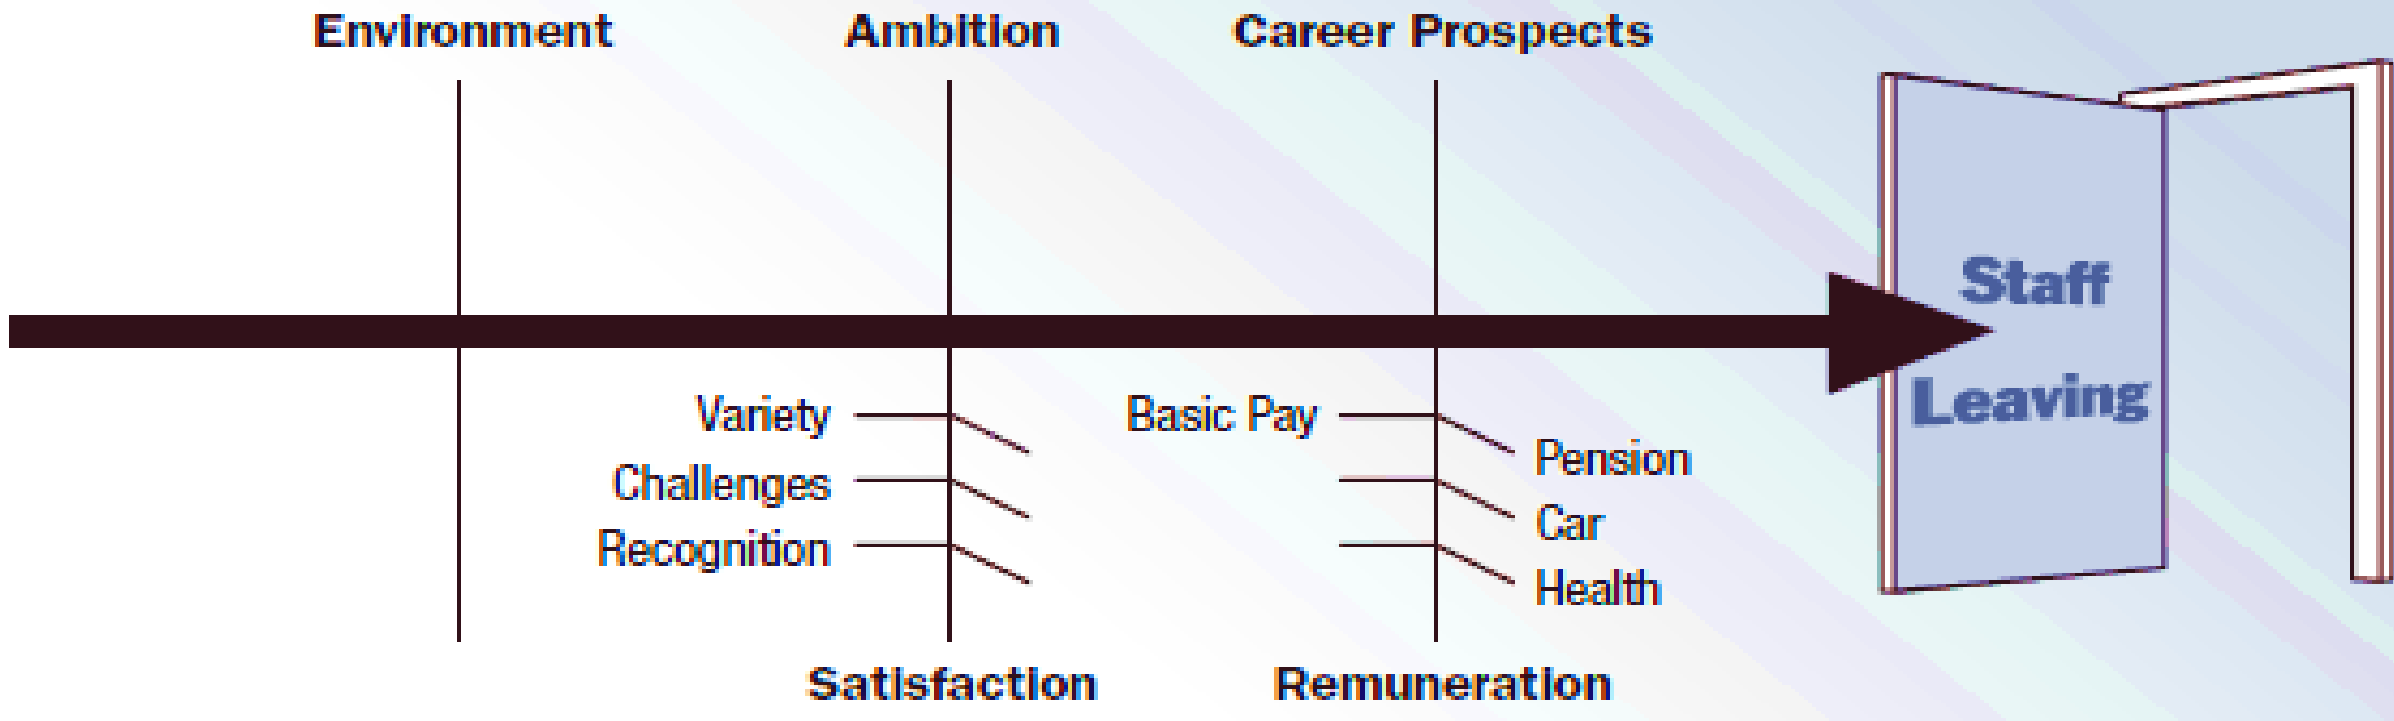 Environment
Ambition
Career Prospects
Staff
Leaving
Variety
Challenges
Recognition
Basic Pay
Pension
Car
Health
Satisfaction
Remuneration